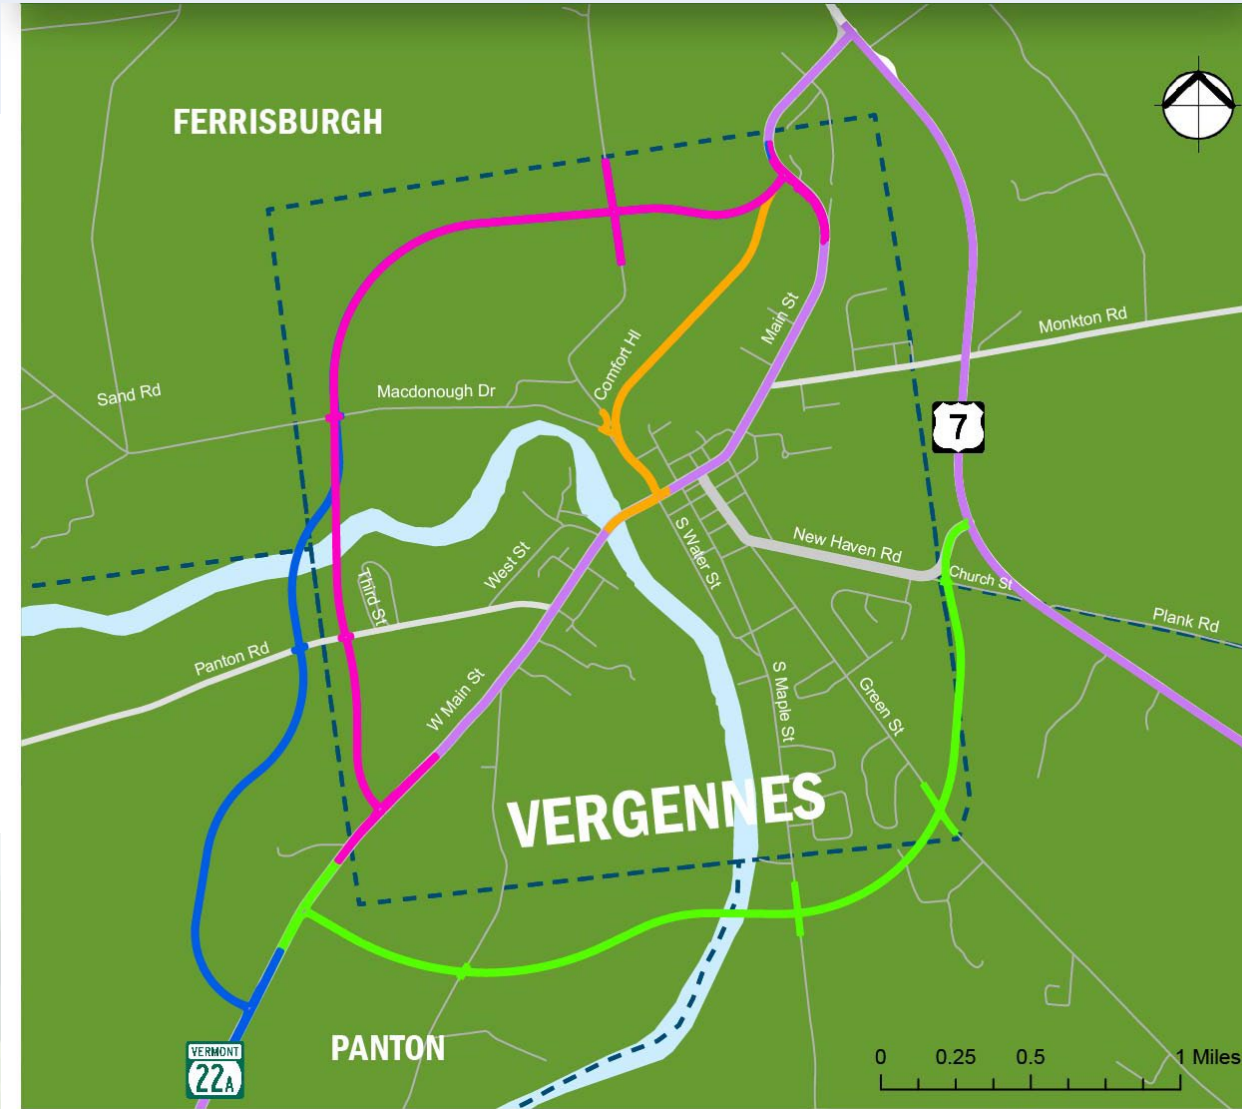 FERRISBURGH
Main St
Monkton Rd
Comfort Hl
Sand Rd
Macdonough Dr
7
New Haven Rd
S Water St
West St
Third St
Church St
Plank Rd
Panton Rd
W Main St
S Maple St
Green St
VERGENNES
PANTON
VERMONT
22A
0 0.25 0.5 1 Miles